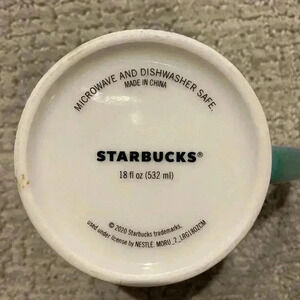 MICROWAVE AND DISHWASHER SAFE.
MADE IN CHINA
STARBUCKS®
18 fl oz (532 ml)
© 2020 Starbucks trademarks,
used under license by NESTLE. MORU_2_LRG18OZCM